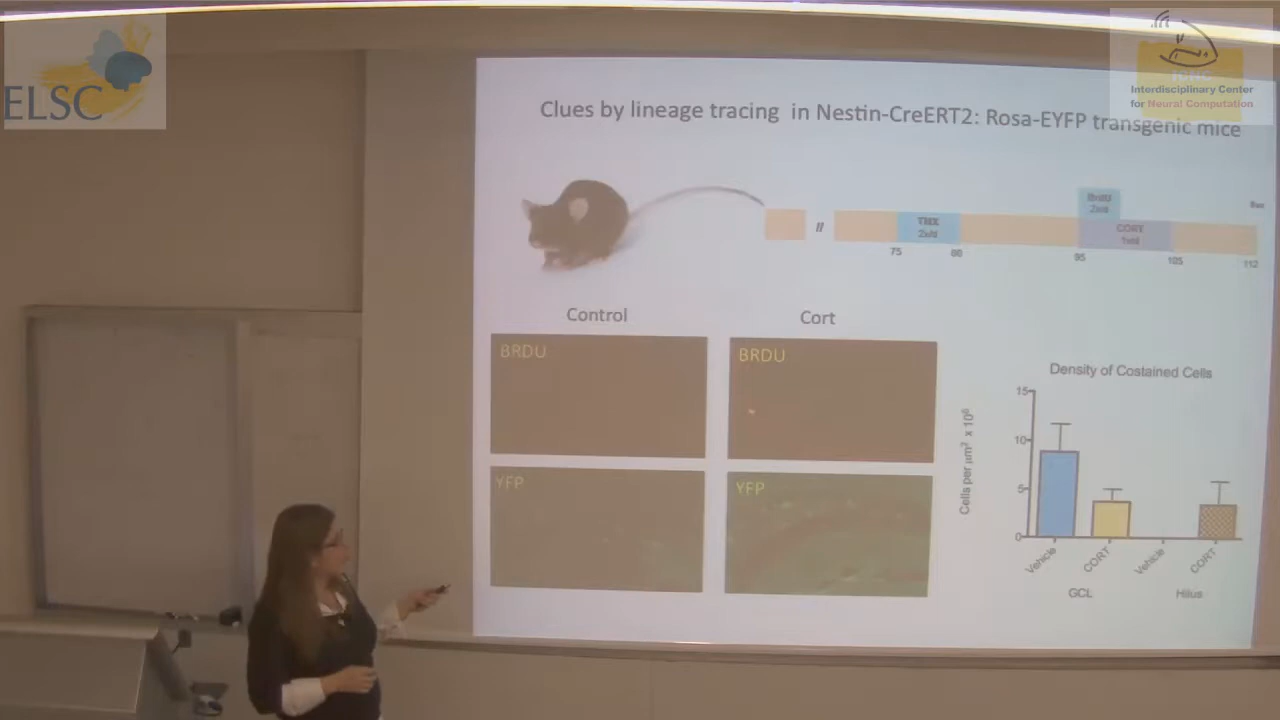 ELSC
ICNC
Interdisciplinary Center
for Neural Computation
Clues by lineage tracing in Nestin-CreERT2: Rosa-EYFP transgenic mice
//
TMX
BrdU
CORT
75
80
95
105
112
Control
Cort
BRDU
BRDU
YFP
YFP
Density of Costained Cells
Cells per µm² x 10⁶
15
10
5
0
Vehicle
CORT
Vehicle
CORT
GCL
Hilus